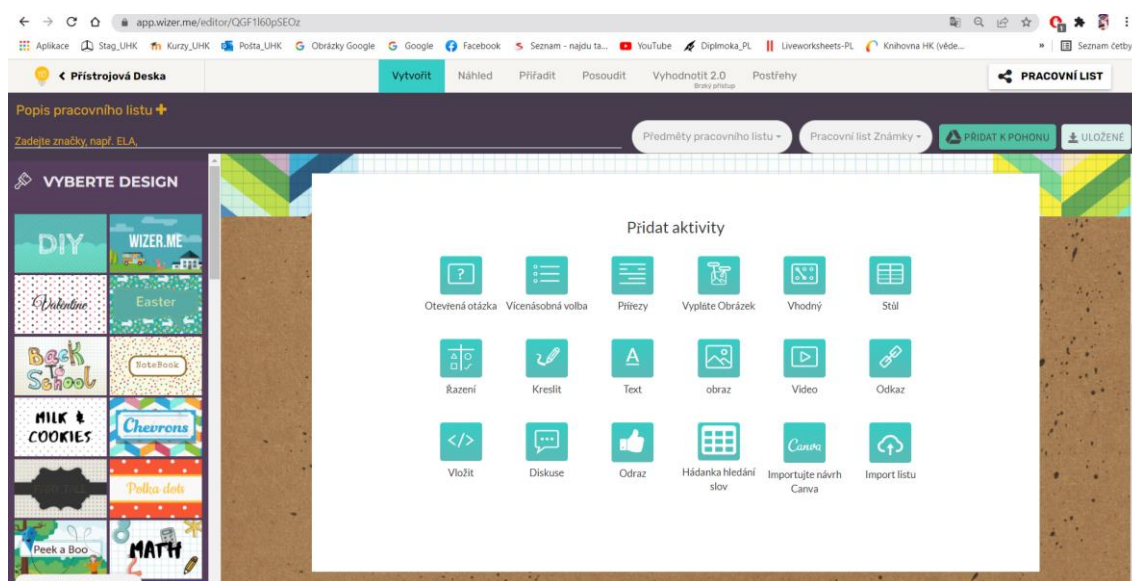 app.wizer.me/editor/QGF1l60pSEOz
Aplikace Stag_UHK Kurzy_UHK Pošta_UHK Obrázky Google Google Facebook Seznam - najdu ta... YouTube Diplmoka_PL Liveworksheets-PL Knihovna HK (věde... » Seznam četby
Přístrojová Deska Vytvořit Náhled Přiřadit Posoudit Vyhodnotit 2.0 Postřehy PRACOVNÍ LIST
Brzký přístup
Popis pracovního listu
Zadejte značky, např. ELA,
Předměty pracovního listu Pracovní list Známky PŘIDAT K POHONU ULOŽENÉ
VYBERTE DESIGN
DIY
WIZER.ME
Valentine
Easter
Back To School
NoteBook
MILK & COOKIES
Chevrons
Polka dots
Peek a Boo
MATH
Přidat aktivity
Otevřená otázka Vícenásobná volba Přířezy Vyplňte Obrázek Vhodný Stůl
Řazení Kreslit Text obraz Video Odkaz
Canva
Vložit Diskuse Odraz Hádanka hledání slov Importujte návrh Canva Import listu